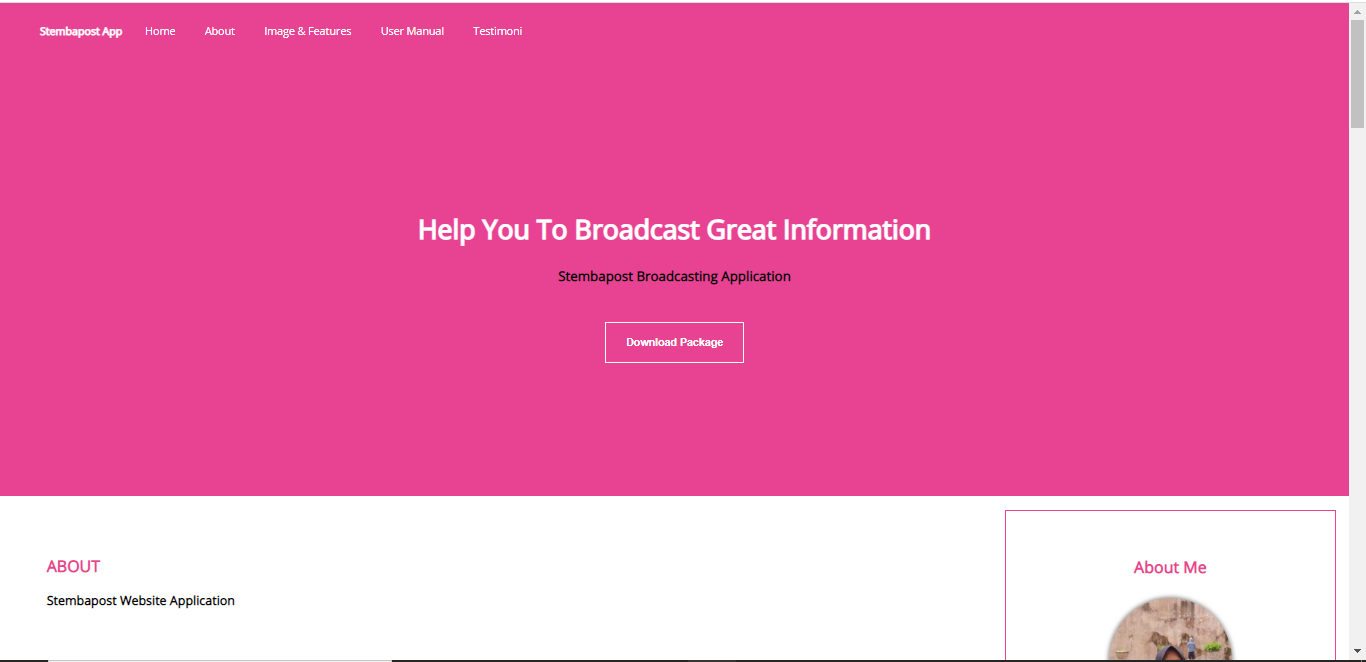 Stembapost App Home About Image & Features User Manual Testimoni
Help You To Broadcast Great Information
Stembapost Broadcasting Application
Download Package
ABOUT
Stembapost Website Application
About Me